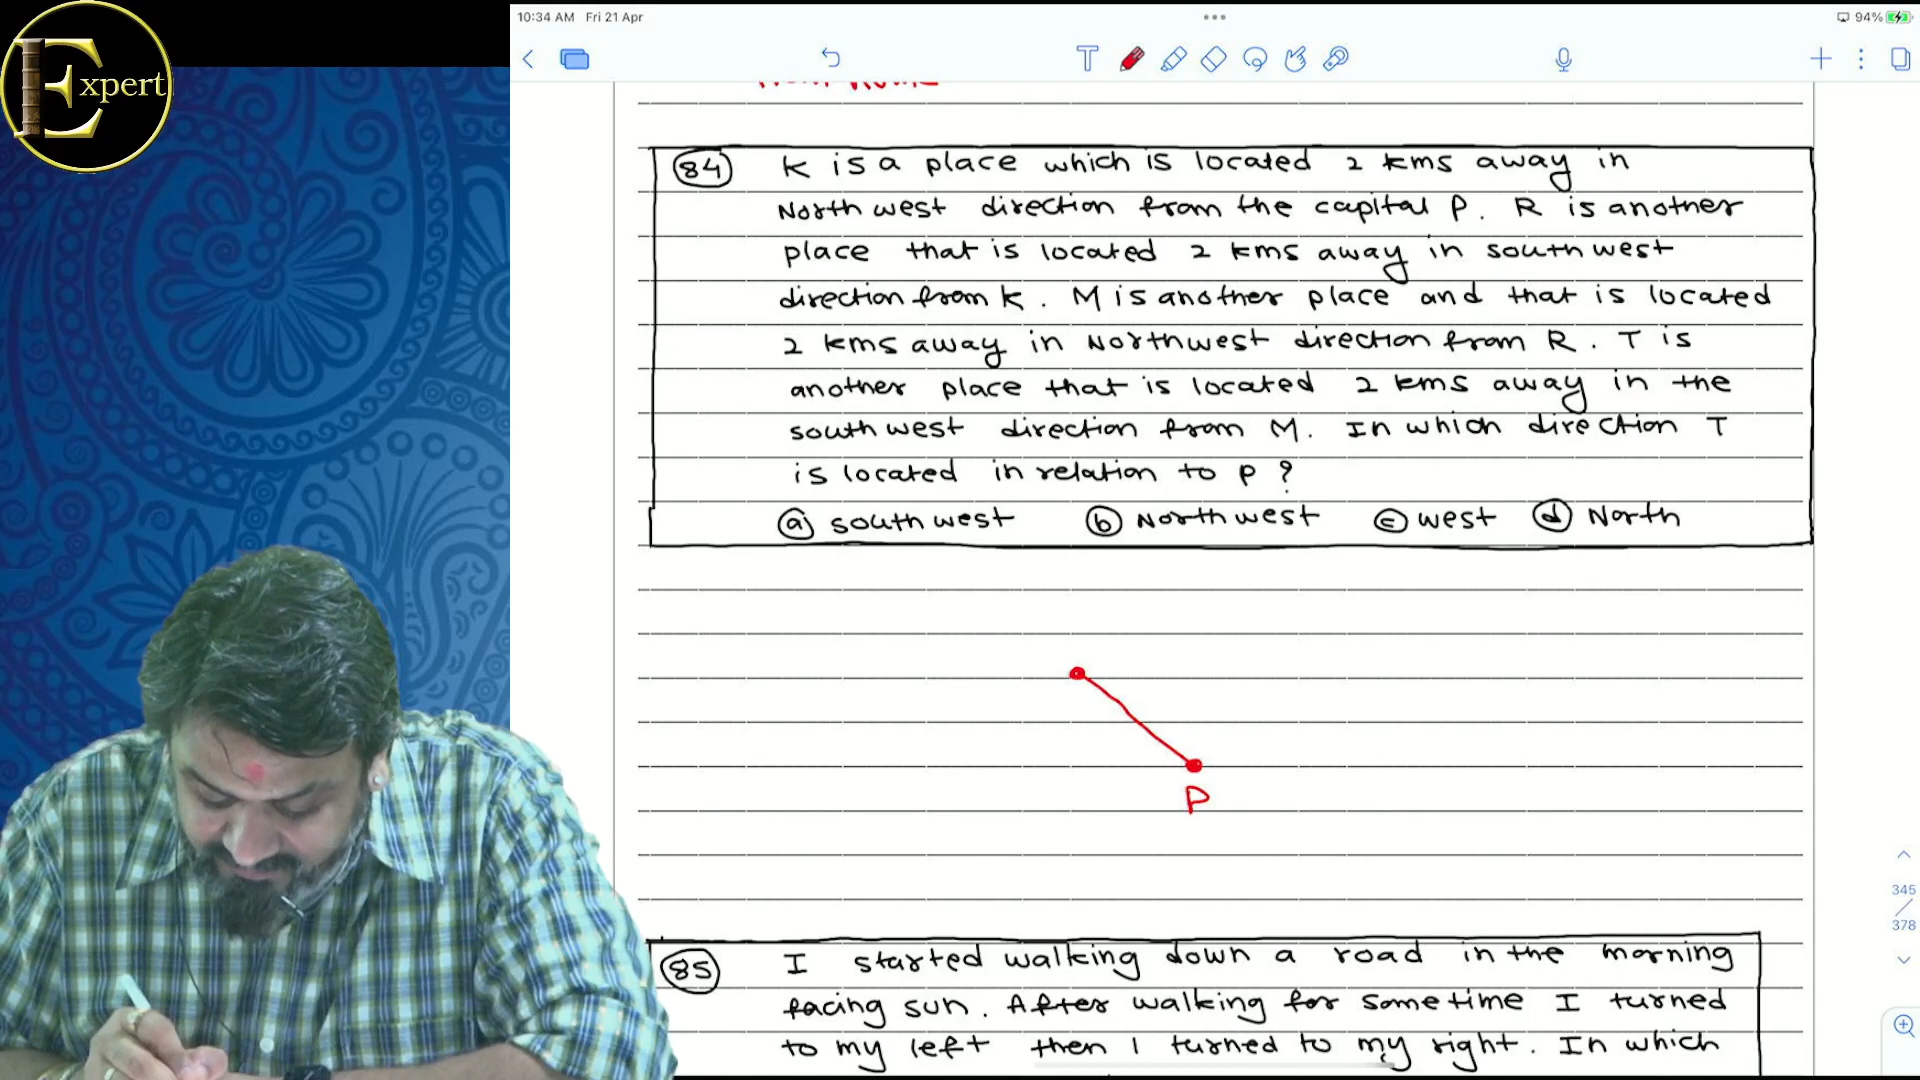 Expert
10:34 AM Fri 21 Apr
94%
84 K is a place which is located 2 kms away in
North west direction from the capital P. R is another
place that is located 2 kms away in south west
direction from K. M is another place and that is located
2 kms away in Northwest direction from R. T is
another place that is located 2 kms away in the
south west direction from M. In which direction T
is located in relation to P ?
a south west b North west c west d North
P
345
378
85 I started walking down a road in the morning
facing sun. After walking for some time I turned
to my left then I turned to my right. In which